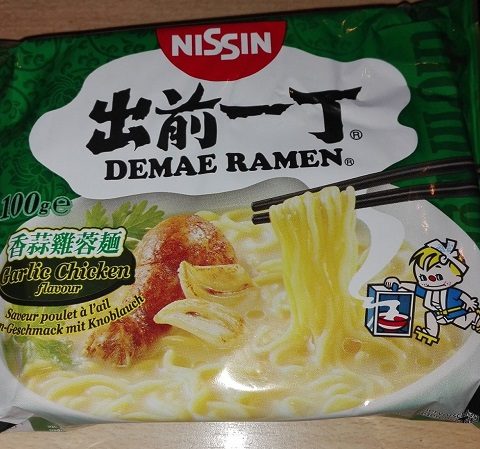 NISSIN
出前一丁®
DEMAE RAMEN®
100g℮
香蒜雞蓉麵
Garlic Chicken
flavour
Saveur poulet à l'ail
-Geschmack mit Knoblauch